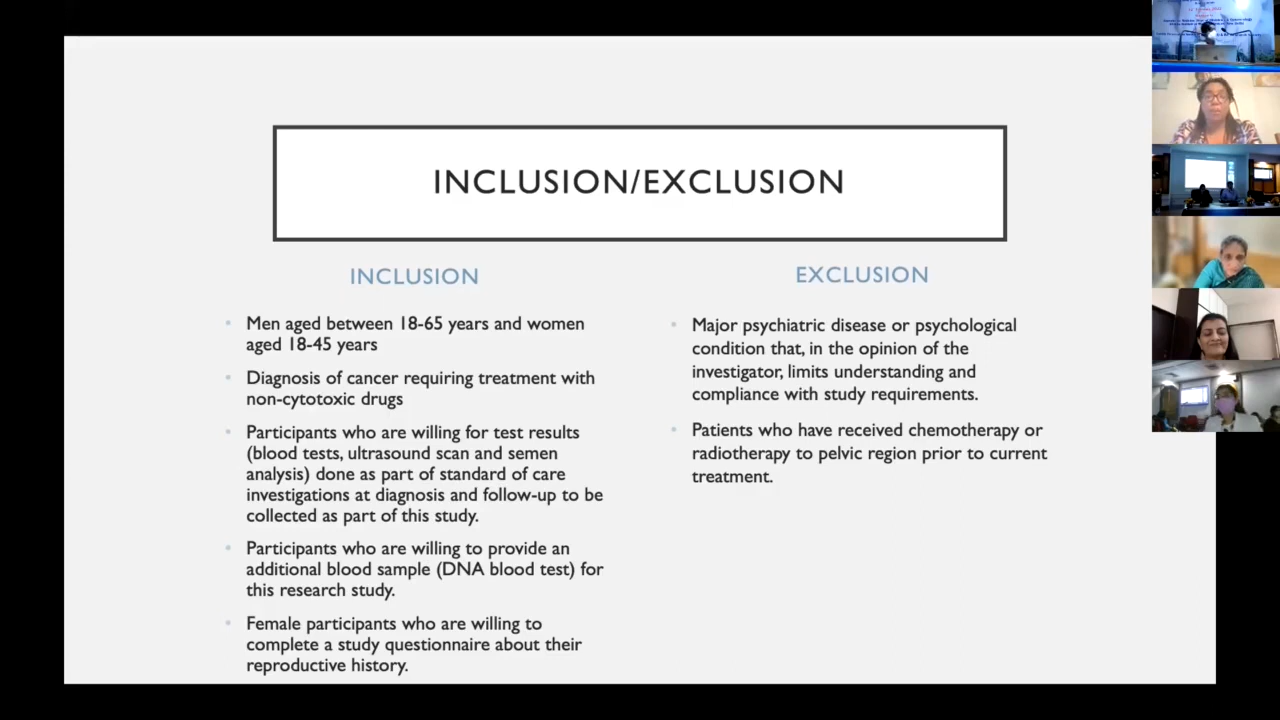 INCLUSION/EXCLUSION
INCLUSION
Men aged between 18-65 years and women
aged 18-45 years
Diagnosis of cancer requiring treatment with
non-cytotoxic drugs
Participants who are willing for test results
(blood tests, ultrasound scan and semen
analysis) done as part of standard of care
investigations at diagnosis and follow-up to be
collected as part of this study.
Participants who are willing to provide an
additional blood sample (DNA blood test) for
this research study.
Female participants who are willing to
complete a study questionnaire about their
reproductive history.
EXCLUSION
Major psychiatric disease or psychological
condition that, in the opinion of the
investigator, limits understanding and
compliance with study requirements.
Patients who have received chemotherapy or
radiotherapy to pelvic region prior to current
treatment.